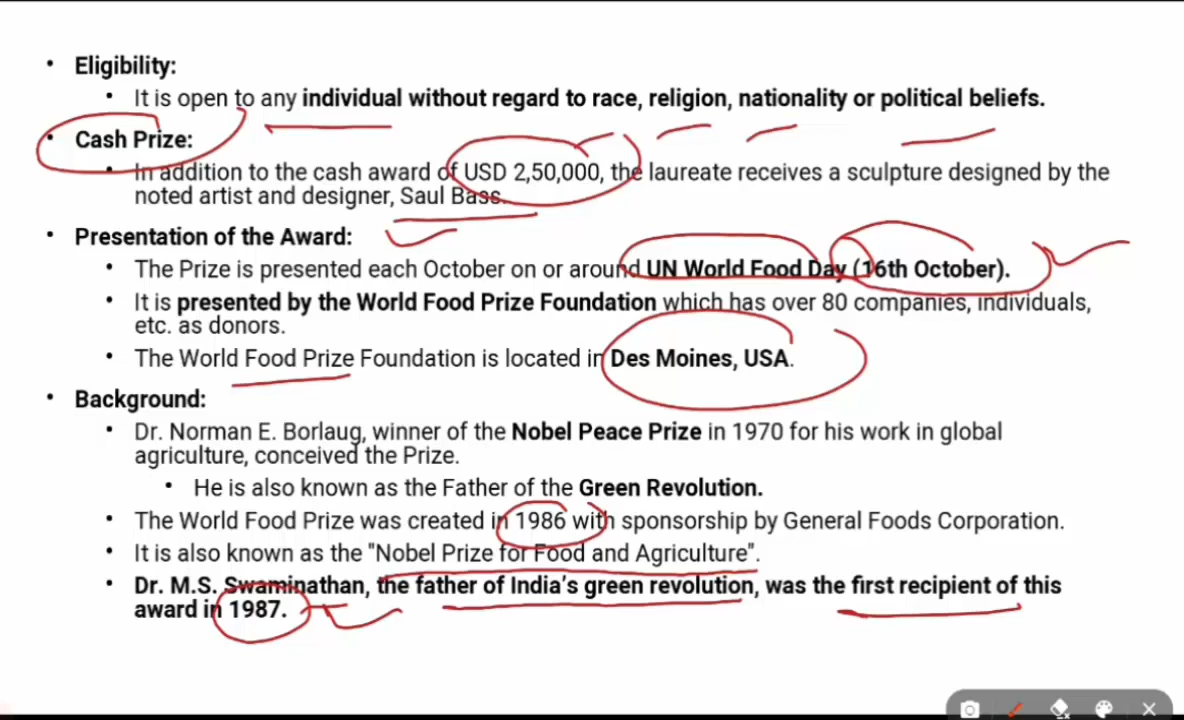 • Eligibility:
• It is open to any individual without regard to race, religion, nationality or political beliefs.
• Cash Prize:
• In addition to the cash award of USD 2,50,000, the laureate receives a sculpture designed by the
noted artist and designer, Saul Bass.
• Presentation of the Award:
• The Prize is presented each October on or around UN World Food Day (16th October).
• It is presented by the World Food Prize Foundation which has over 80 companies, individuals,
etc. as donors.
• The World Food Prize Foundation is located in Des Moines, USA.
• Background:
• Dr. Norman E. Borlaug, winner of the Nobel Peace Prize in 1970 for his work in global
agriculture, conceived the Prize.
• He is also known as the Father of the Green Revolution.
• The World Food Prize was created in 1986 with sponsorship by General Foods Corporation.
• It is also known as the "Nobel Prize for Food and Agriculture".
• Dr. M.S. Swaminathan, the father of India's green revolution, was the first recipient of this
award in 1987.